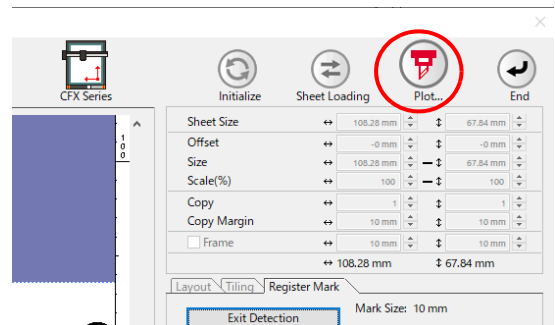 CFX Series
Initialize Sheet Loading Plot... End
Sheet Size 108.28 mm 67.84 mm
Offset -0 mm -0 mm
Size 108.28 mm 67.84 mm
Scale(%) 100 100
Copy 1 1
Copy Margin 10 mm 10 mm
Frame 10 mm 10 mm
108.28 mm 67.84 mm
100
Layout Tiling Register Mark
Exit Detection Mark Size: 10 mm